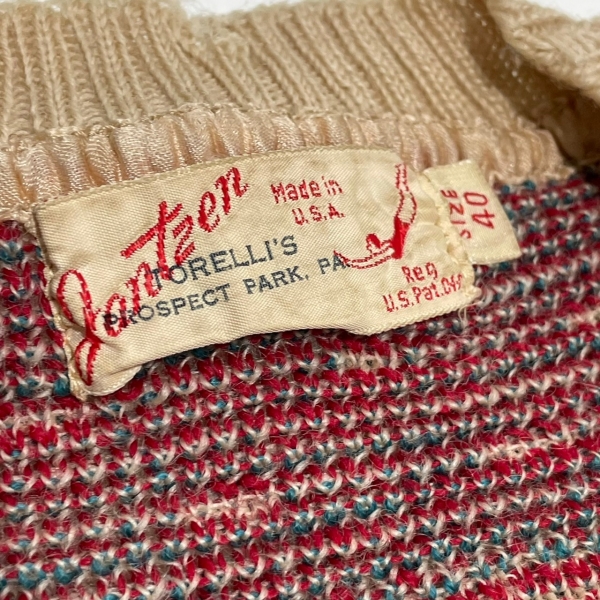 Jantzen
Made in
U.S.A.
TORELLI'S
PROSPECT PARK, PA.
Reg
U.S. Pat. Off.
SIZE
40